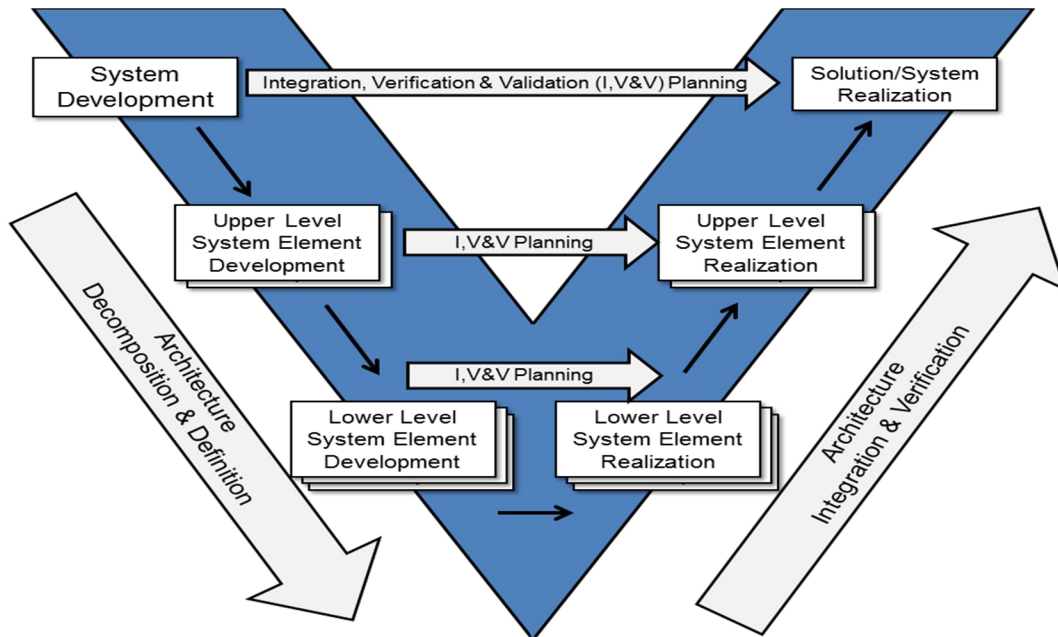 System
Development
Integration, Verification & Validation (I,V&V) Planning
Solution/System
Realization
Upper Level
System Element
Development
I,V&V Planning
Upper Level
System Element
Realization
Architecture
Decomposition & Definition
I,V&V Planning
Lower Level
System Element
Development
Lower Level
System Element
Realization
Architecture
Integration & Verification